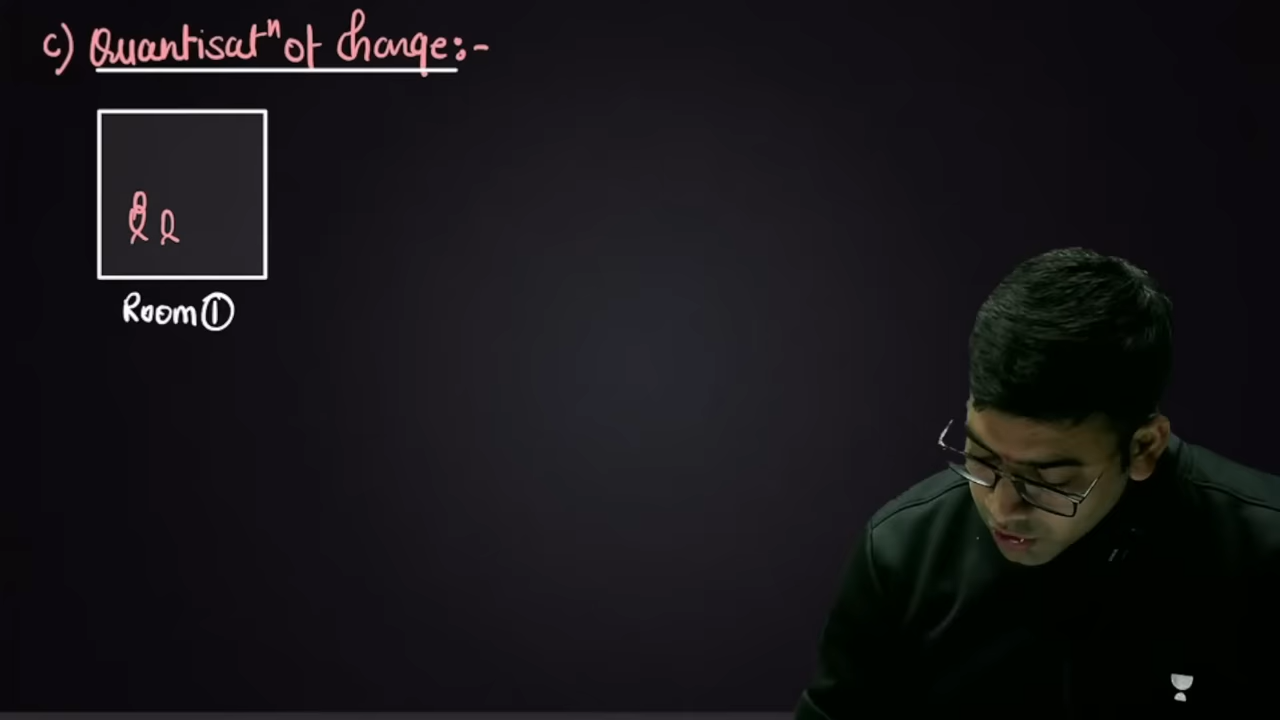 c) Quantisatⁿ of Charge:-
Room ①